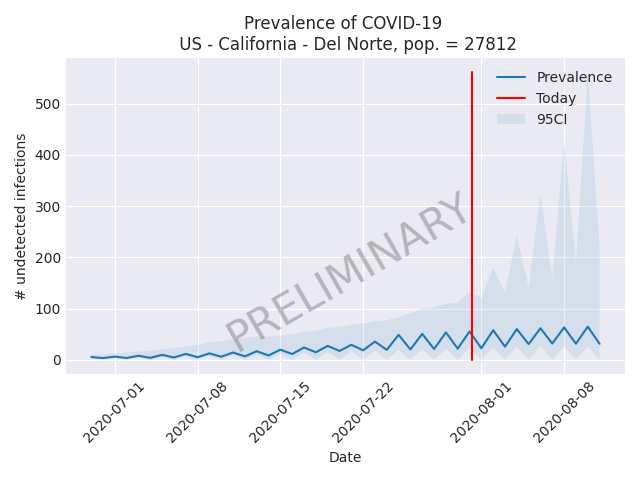 Prevalence of COVID-19
US - California - Del Norte, pop. = 27812
# undetected infections
500
400
300
200
100
0
Prevalence
Today
95CI
PRELIMINARY
2020-07-01
2020-07-08
2020-07-15
2020-07-22
2020-08-01
2020-08-08
Date